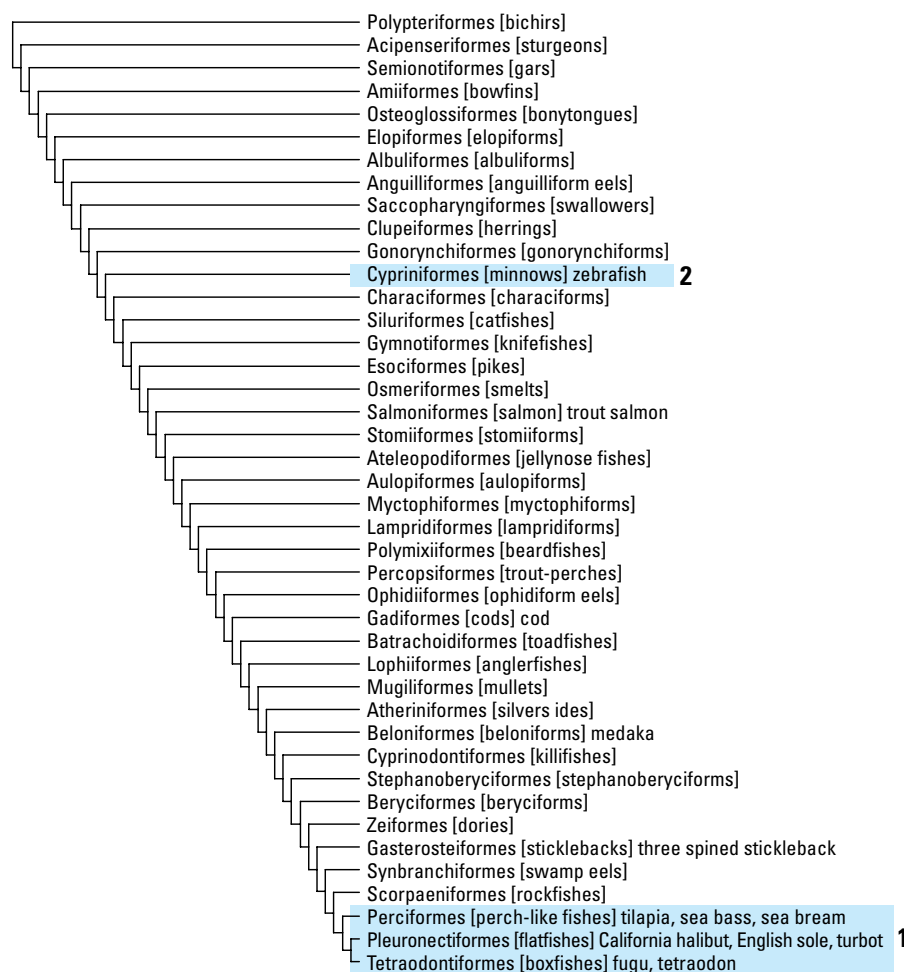 Polypteriformes [bichirs]
Acipenseriformes [sturgeons]
Semionotiformes [gars]
Amiiformes [bowfins]
Osteoglossiformes [bonytongues]
Elopiformes [elopiforms]
Albuliformes [albuliforms]
Anguilliformes [anguilliform eels]
Saccopharyngiformes [swallowers]
Clupeiformes [herrings]
Gonorynchiformes [gonorynchiforms]
Cypriniformes [minnows] zebrafish 2
Characiformes [characiforms]
Siluriformes [catfishes]
Gymnotiformes [knifefishes]
Esociformes [pikes]
Osmeriformes [smelts]
Salmoniformes [salmon] trout salmon
Stomiiformes [stomiiforms]
Ateleopodiformes [jellynose fishes]
Aulopiformes [aulopiforms]
Myctophiformes [myctophiforms]
Lampridiformes [lampridiforms]
Polymixiiformes [beardfishes]
Percopsiformes [trout-perches]
Ophidiiformes [ophidiform eels]
Gadiformes [cods] cod
Batrachoidiformes [toadfishes]
Lophiiformes [anglerfishes]
Mugiliformes [mullets]
Atheriniformes [silvers ides]
Beloniformes [beloniforms] medaka
Cyprinodontiformes [killifishes]
Stephanoberyciformes [stephanoberyciforms]
Beryciformes [beryciforms]
Zeiformes [dories]
Gasterosteiformes [sticklebacks] three spined stickleback
Synbranchiformes [swamp eels]
Scorpaeniformes [rockfishes]
Perciformes [perch-like fishes] tilapia, sea bass, sea bream
Pleuronectiformes [flatfishes] California halibut, English sole, turbot 1
Tetraodontiformes [boxfishes] fugu, tetraodon